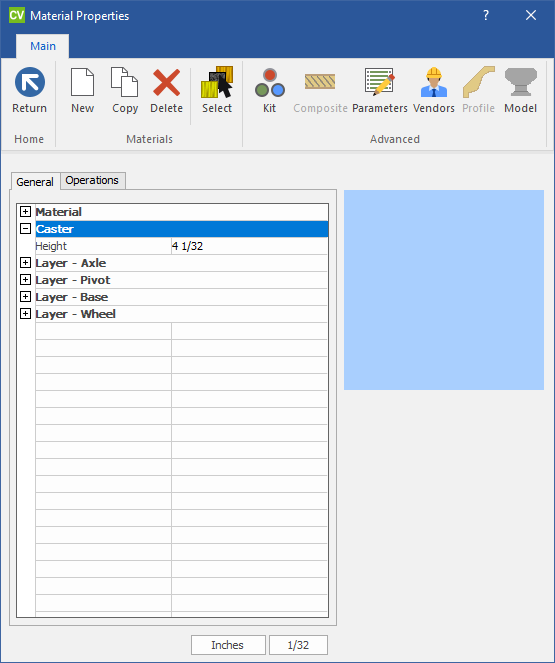 CV Material Properties ?
Main
Return New Copy Delete Select Kit Composite Parameters Vendors Profile Model
Home Materials Advanced
General Operations
Material
Caster
Height 4 1/32
Layer - Axle
Layer - Pivot
Layer - Base
Layer - Wheel
Inches 1/32